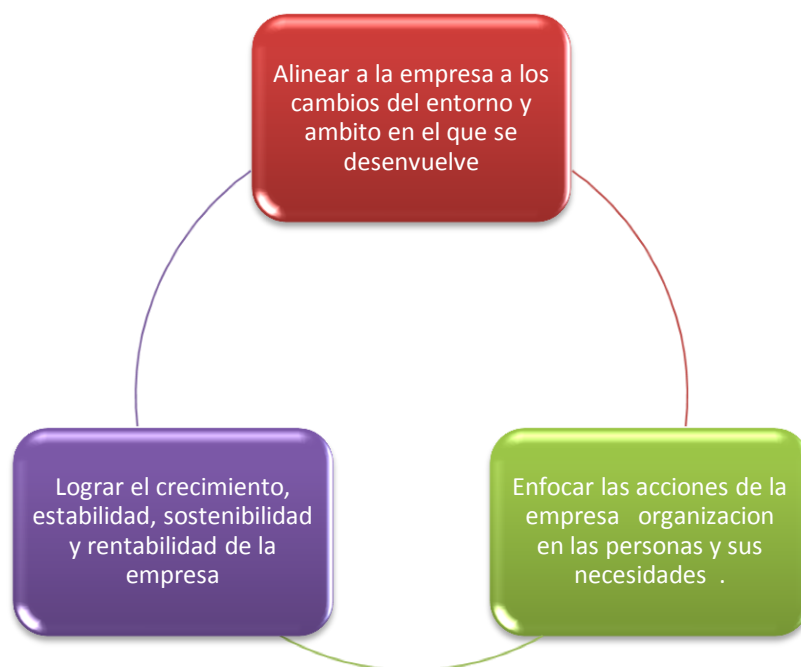 Alinear a la empresa a los
cambios del entorno y
ambito en el que se
desenvuelve
Lograr el crecimiento,
estabilidad, sostenibilidad
y rentabilidad de la
empresa
Enfocar las acciones de la
empresa   organizacion
en las personas y sus
necesidades  .